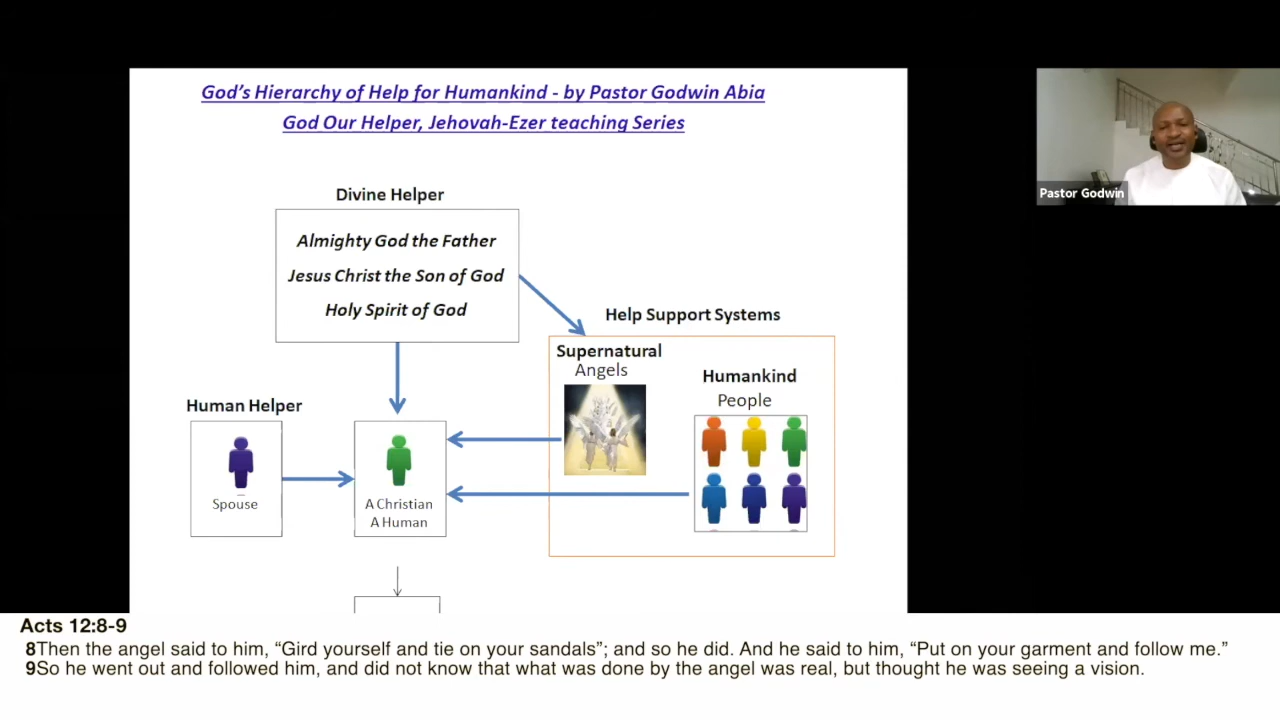 God's Hierarchy of Help for Humankind - by Pastor Godwin Abia
God Our Helper, Jehovah-Ezer teaching Series
Divine Helper
Almighty God the Father
Jesus Christ the Son of God
Holy Spirit of God
Pastor Godwin
Help Support Systems
Supernatural
Angels
Humankind
People
Human Helper
Spouse
A Christian
A Human
Acts 12:8-9
8Then the angel said to him, “Gird yourself and tie on your sandals”; and so he did. And he said to him, “Put on your garment and follow me.”
9So he went out and followed him, and did not know that what was done by the angel was real, but thought he was seeing a vision.